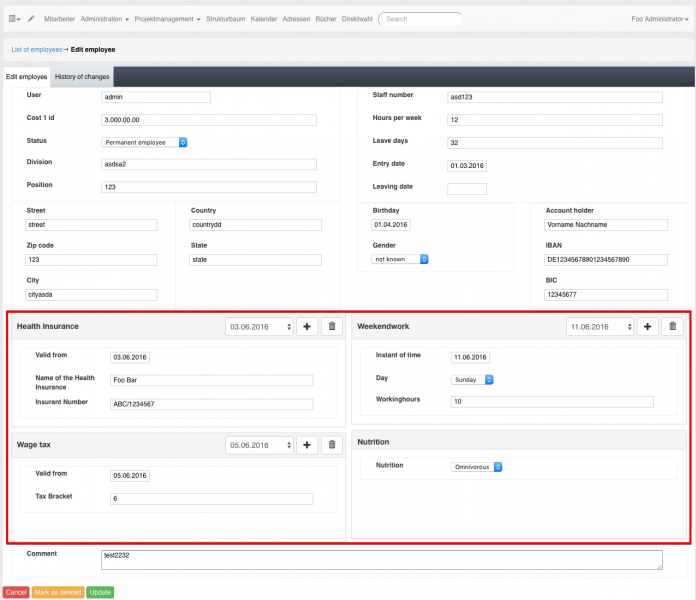 Mitarbeiter Administration Projektmanagement Strukturbaum Kalender Adressen Bücher Direktwahl Search Foo Administrator
List of employees→ Edit employee
Edit employee History of changes
User admin
Cost 1 id 3.000.00.00
Status Permanent employee
Division asdsa2
Position 123
Staff number asd123
Hours per week 12
Leave days 32
Entry date 01.03.2016
Leaving date
Street
street
Zip code
123
City
cityasda
Country
countrydd
State
state
Birthday
01.04.2016
Gender
not known
Account holder
Vorname Nachname
IBAN
DE12345678901234567890
BIC
12345677
Health Insurance 03.06.2016
Valid from 03.06.2016
Name of the Health Foo Bar
Insurance
Insurant Number ABC/1234567
Weekendwork 11.06.2016
Instant of time 11.06.2016
Day Sunday
Workinghours 10
Wage tax 05.06.2016
Valid from 05.06.2016
Tax Bracket 6
Nutrition
Nutrition Omnivorous
Comment test2232
Cancel Mark as deleted Update